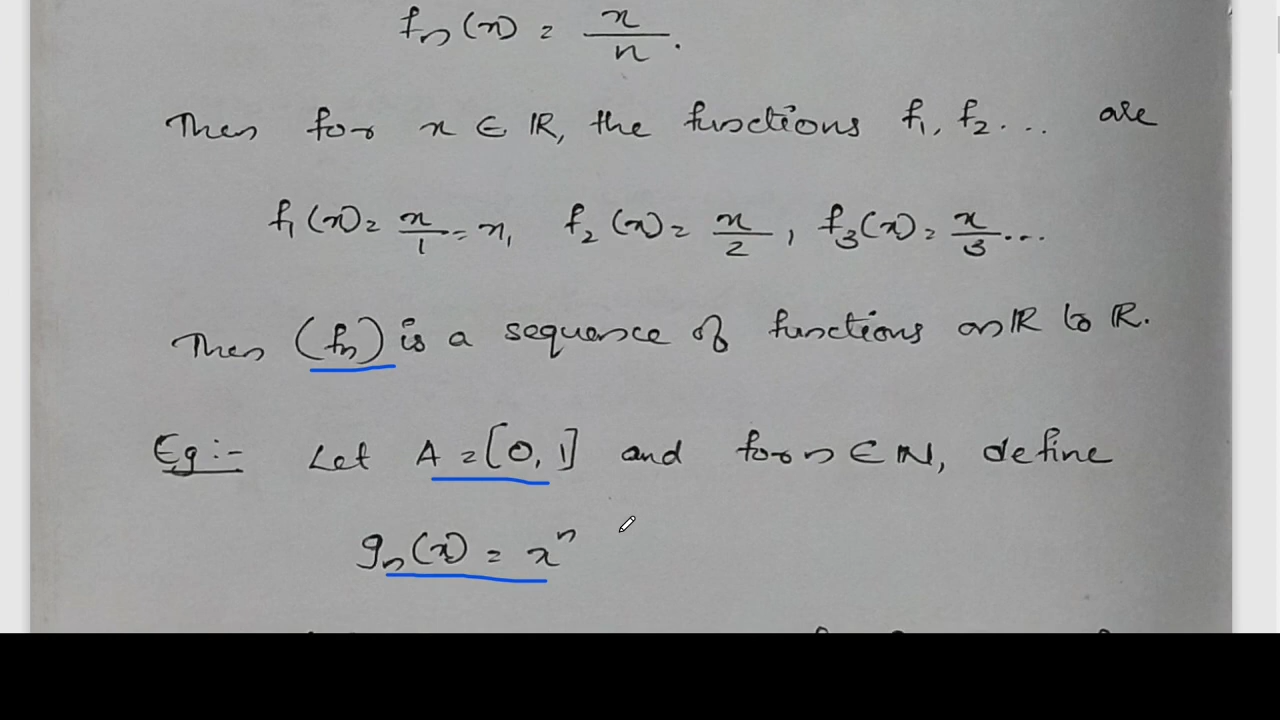 fn(x) = x/n.
Then for x ∈ ℝ, the functions f1, f2... are
f1(x) = x/1 = x, f2(x) = x/2, f3(x) = x/3...
Then (fn) is a sequence of functions on ℝ to ℝ.
Eg:- Let A = [0, 1] and for n ∈ ℕ, define
gn(x) = x^n